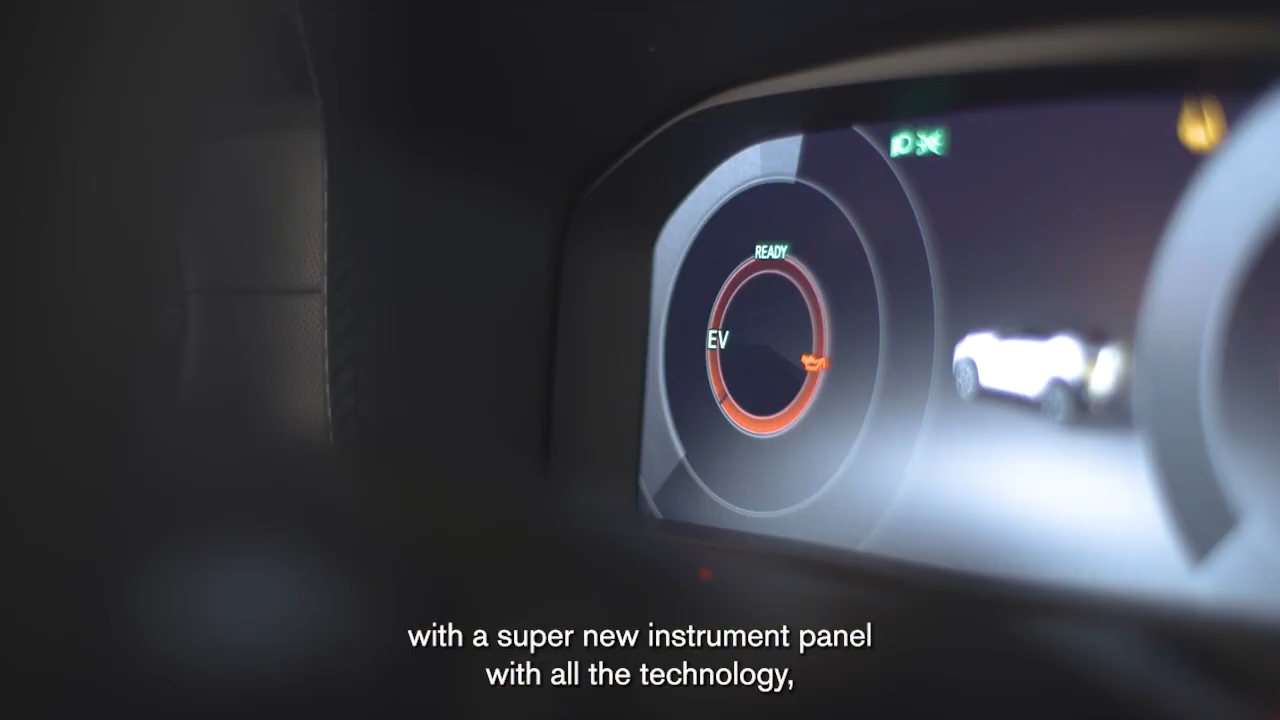 READY
EV
with a super new instrument panel
with all the technology,